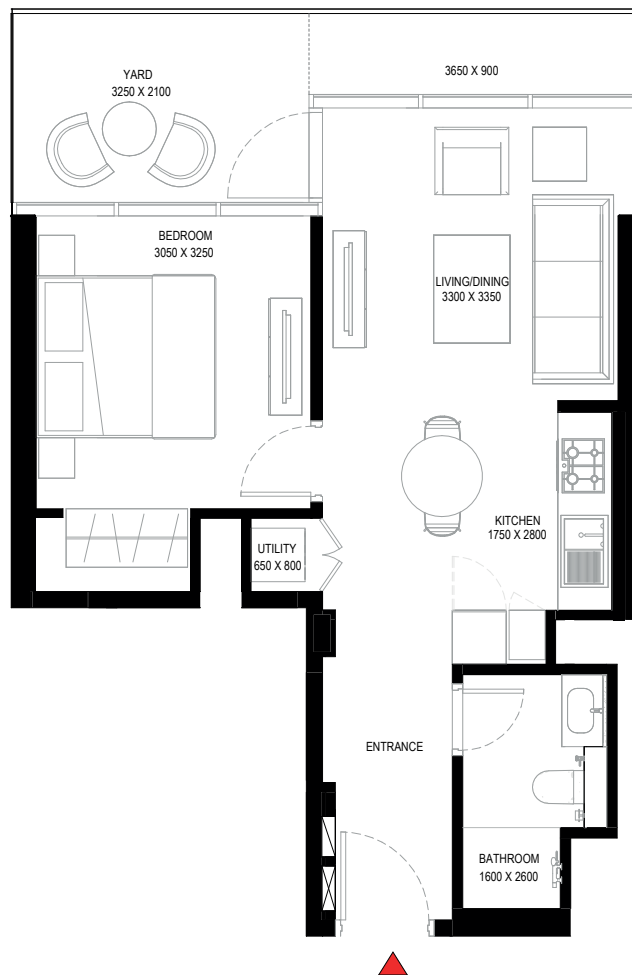 YARD
3250 X 2100
3650 X 900
BEDROOM
3050 X 3250
LIVING/DINING
3300 X 3350
KITCHEN
1750 X 2800
UTILITY
650 X 800
ENTRANCE
BATHROOM
1600 X 2600